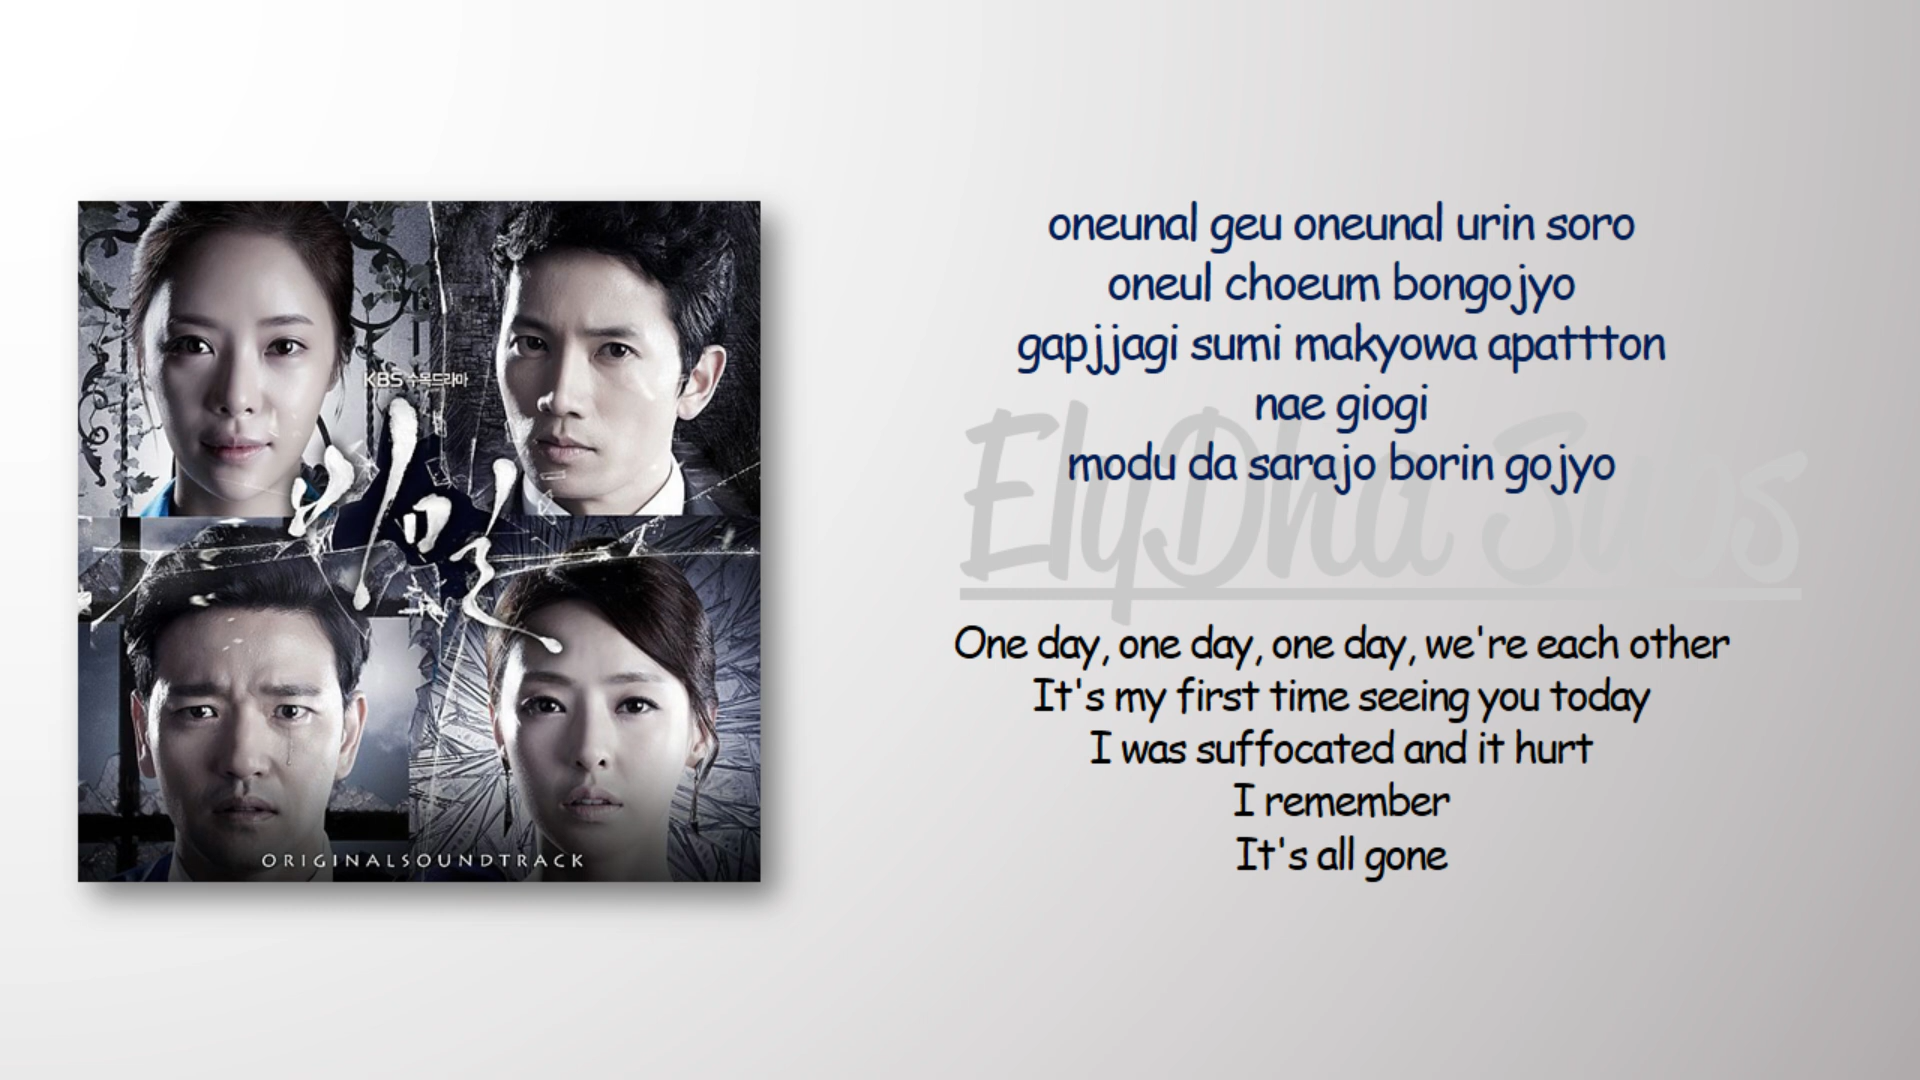 KBS 수목드라마
비밀
ORIGINALSOUNDTRACK
oneunal geu oneunal urin soro
oneul choeum bongojyo
gapjjagi sumi makyowa apattton
nae giogi
modu da sarajo borin gojyo
ElyDha Subs
One day, one day, one day, we're each other
It's my first time seeing you today
I was suffocated and it hurt
I remember
It's all gone